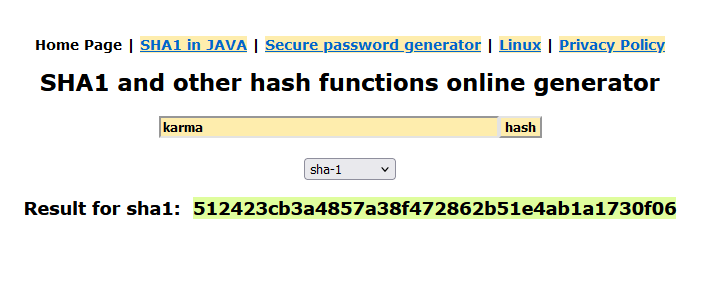 Home Page | SHA1 in JAVA | Secure password generator | Linux | Privacy Policy
SHA1 and other hash functions online generator
karma hash
sha-1
Result for sha1: 512423cb3a4857a38f472862b51e4ab1a1730f06